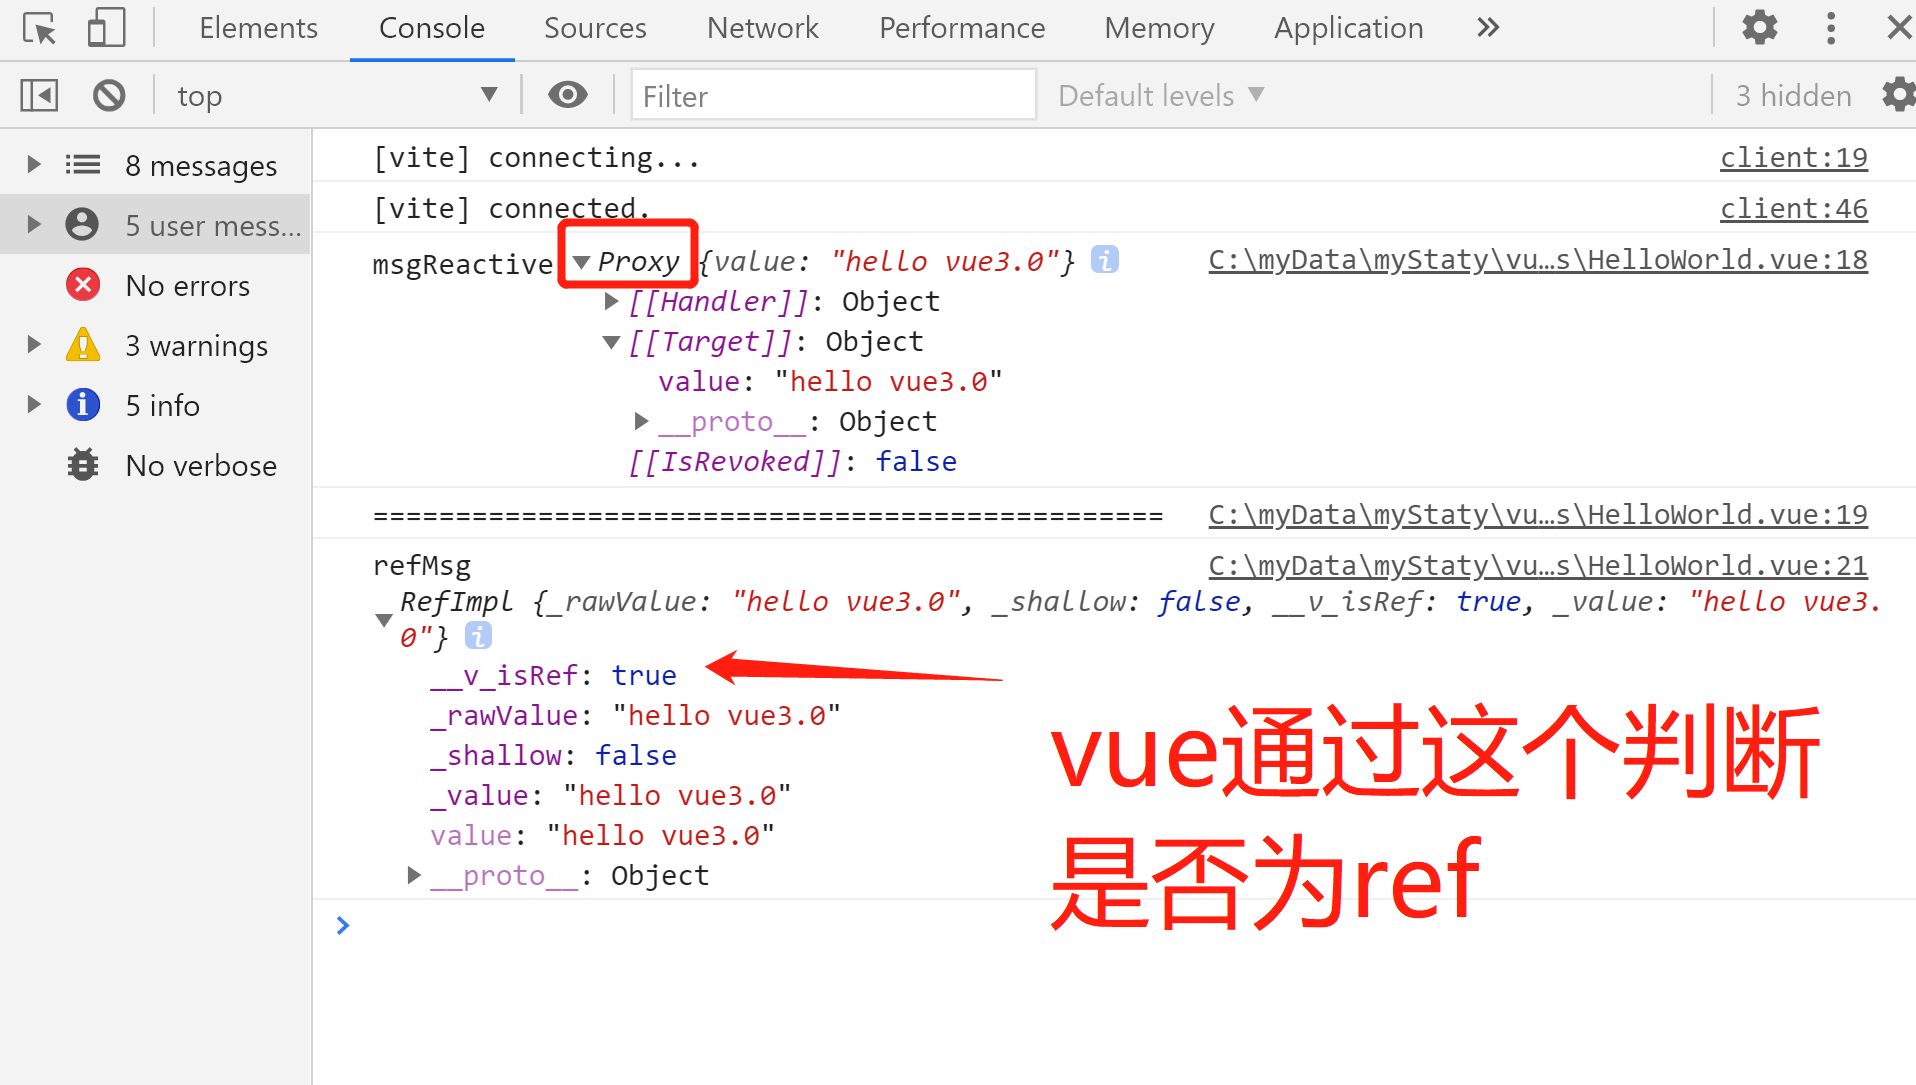 Elements Console Sources Network Performance Memory Application
top Filter Default levels 3 hidden
8 messages
5 user mess...
No errors
3 warnings
5 info
No verbose
[vite] connecting... client:19
[vite] connected. client:46
msgReactive Proxy {value: "hello vue3.0"} C:\myData\myStaty\vu…s\HelloWorld.vue:18
[[Handler]]: Object
[[Target]]: Object
value: "hello vue3.0"
__proto__: Object
[[IsRevoked]]: false
================================================ C:\myData\myStaty\vu…s\HelloWorld.vue:19
refMsg C:\myData\myStaty\vu…s\HelloWorld.vue:21
RefImpl {_rawValue: "hello vue3.0", _shallow: false, __v_isRef: true, _value: "hello vue3.
0"}
__v_isRef: true
_rawValue: "hello vue3.0"
_shallow: false
_value: "hello vue3.0"
value: "hello vue3.0"
__proto__: Object
vue通过这个判断
是否为ref